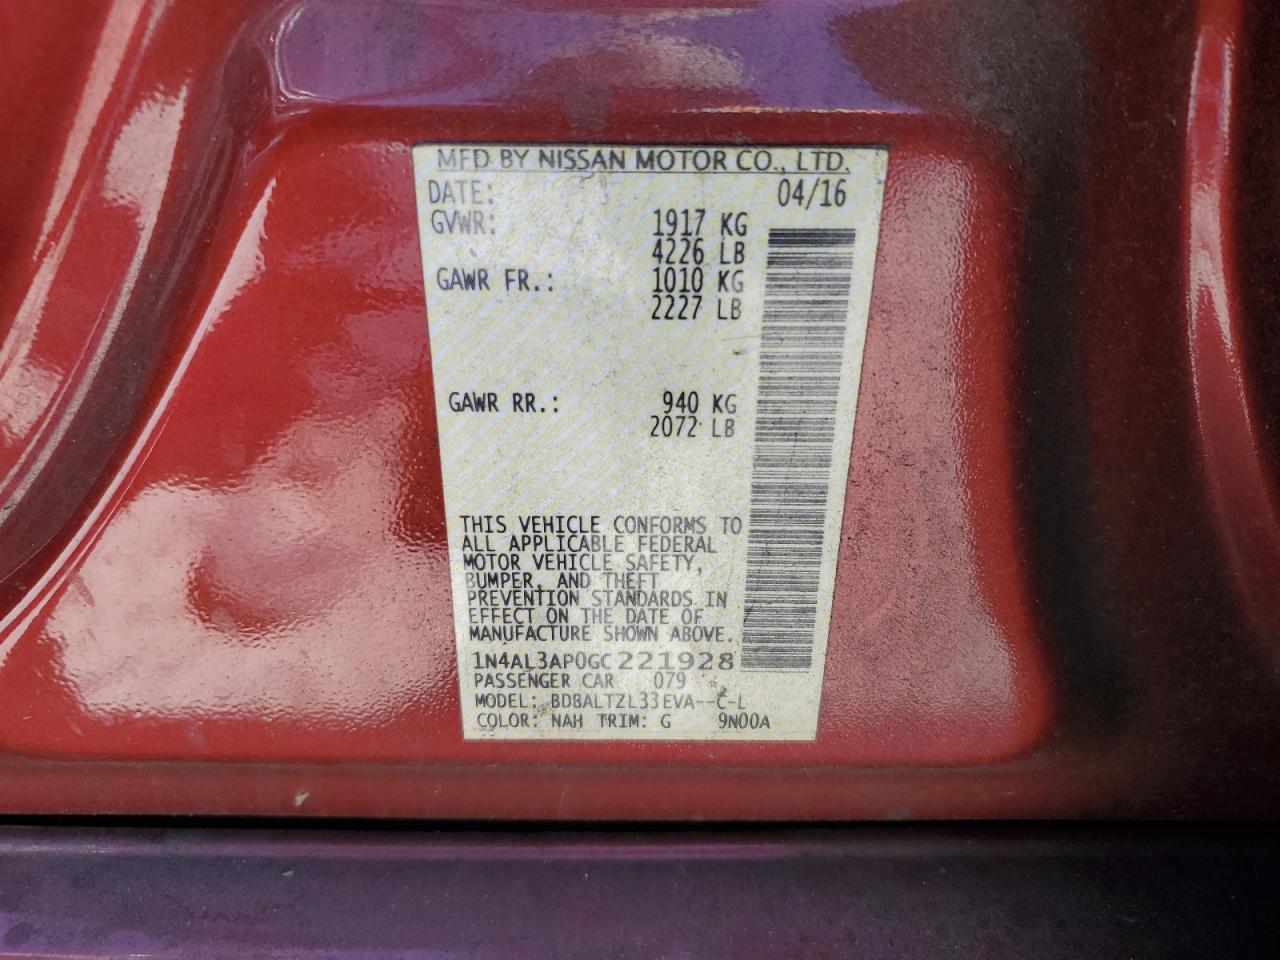 MFD BY NISSAN MOTOR CO., LTD.
DATE: 04/16
GVWR: 1917 KG
4226 LB
GAWR FR.: 1010 KG
2227 LB
GAWR RR.: 940 KG
2072 LB
THIS VEHICLE CONFORMS TO
ALL APPLICABLE FEDERAL
MOTOR VEHICLE SAFETY,
BUMPER, AND THEFT
PREVENTION STANDARDS IN
EFFECT ON THE DATE OF
MANUFACTURE SHOWN ABOVE.
1N4AL3AP0GC221928
PASSENGER CAR 079
MODEL: BDBALTZL33EVA--C-L
COLOR: NAH TRIM: G 9N00A